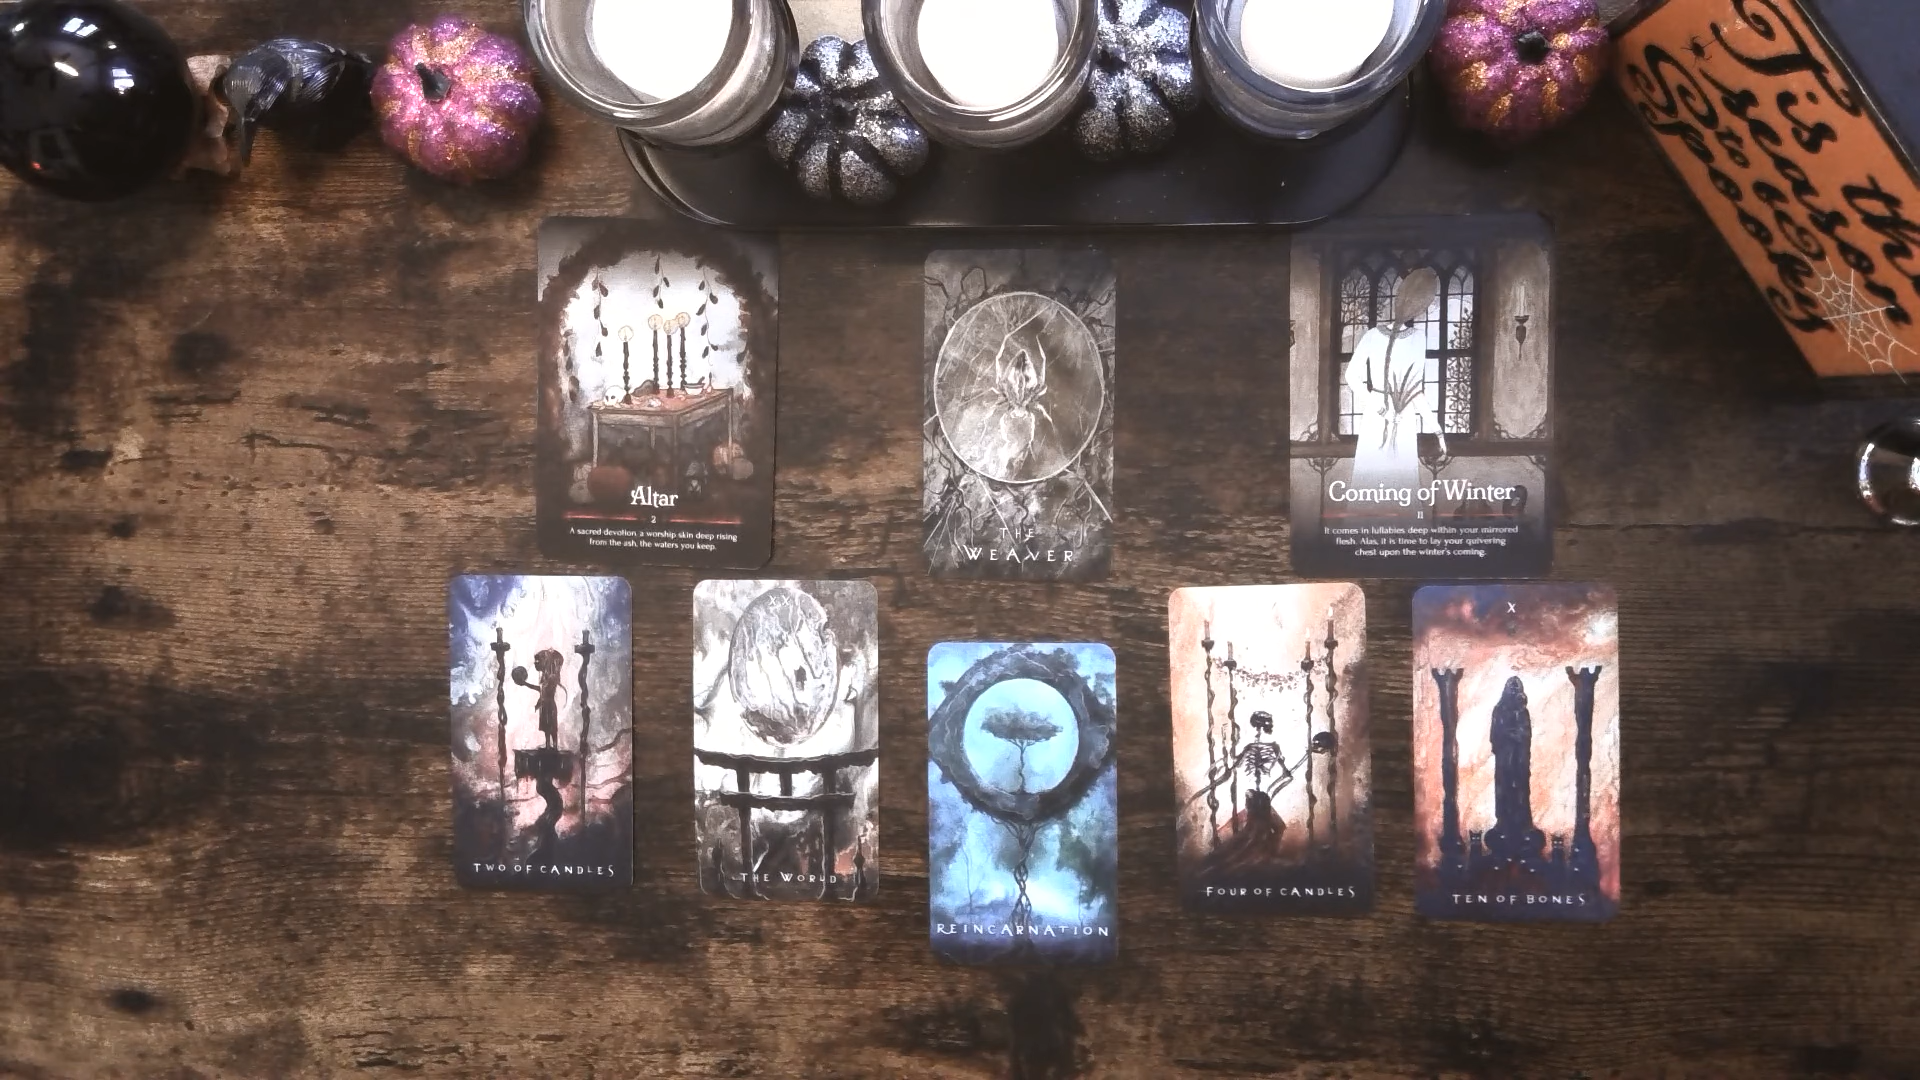 Tis the
season
to be
Spooky
Altar
2
A sacred devotion, a worship skin deep rising
from the ash, the waters you keep.
THE
WEAVER
Coming of Winter
11
It comes in lullabies deep within your mirrored
flesh. Alas, it is time to lay your quivering
chest upon the winter's coming.
TWO OF CANDLES
XXI
THE WORLD
REINCARNATION
FOUR OF CANDLES
X
TEN OF BONES